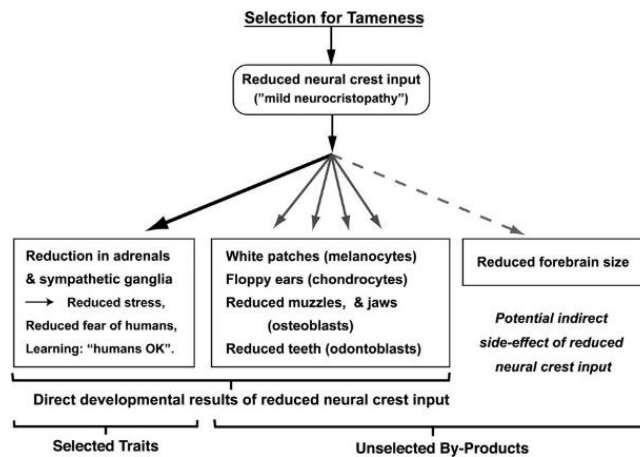 Selection for Tameness
Reduced neural crest input
("mild neurocristopathy")
Reduction in adrenals
& sympathetic ganglia
→ Reduced stress,
Reduced fear of humans,
Learning: "humans OK".
White patches (melanocytes)
Floppy ears (chondrocytes)
Reduced muzzles, & jaws
(osteoblasts)
Reduced teeth (odontoblasts)
Reduced forebrain size
Potential indirect
side-effect of reduced
neural crest input
Direct developmental results of reduced neural crest input
Selected Traits
Unselected By-Products